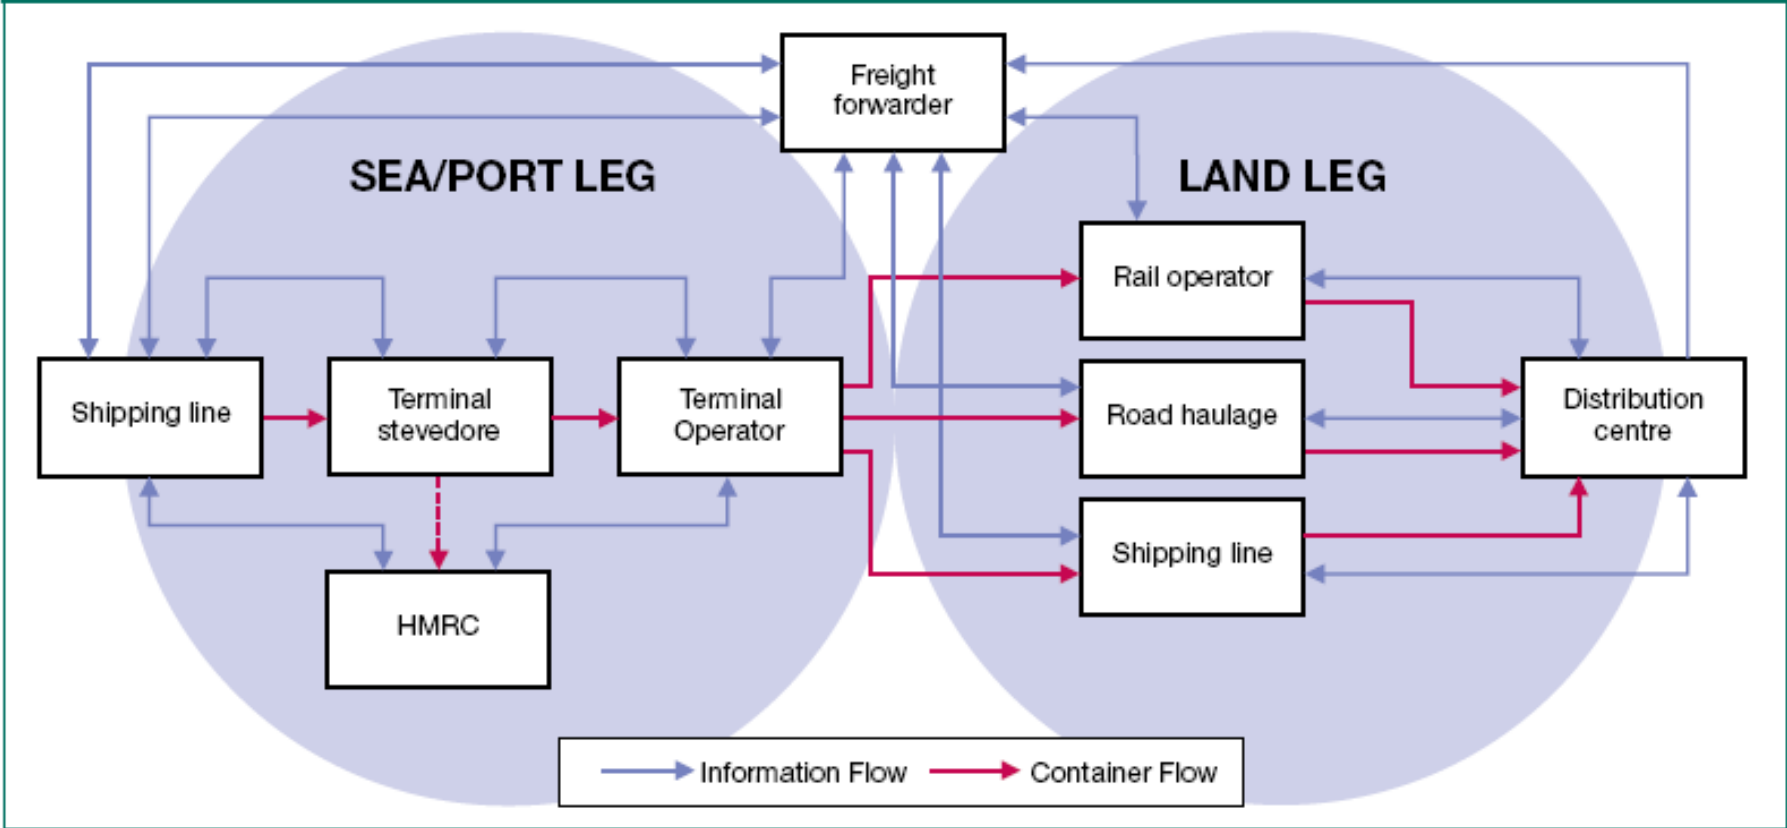 Freight
forwarder
SEA/PORT LEG
LAND LEG
Rail operator
Shipping line
Terminal
stevedore
Terminal
Operator
Road haulage
Distribution
centre
Shipping line
HMRC
Information Flow
Container Flow